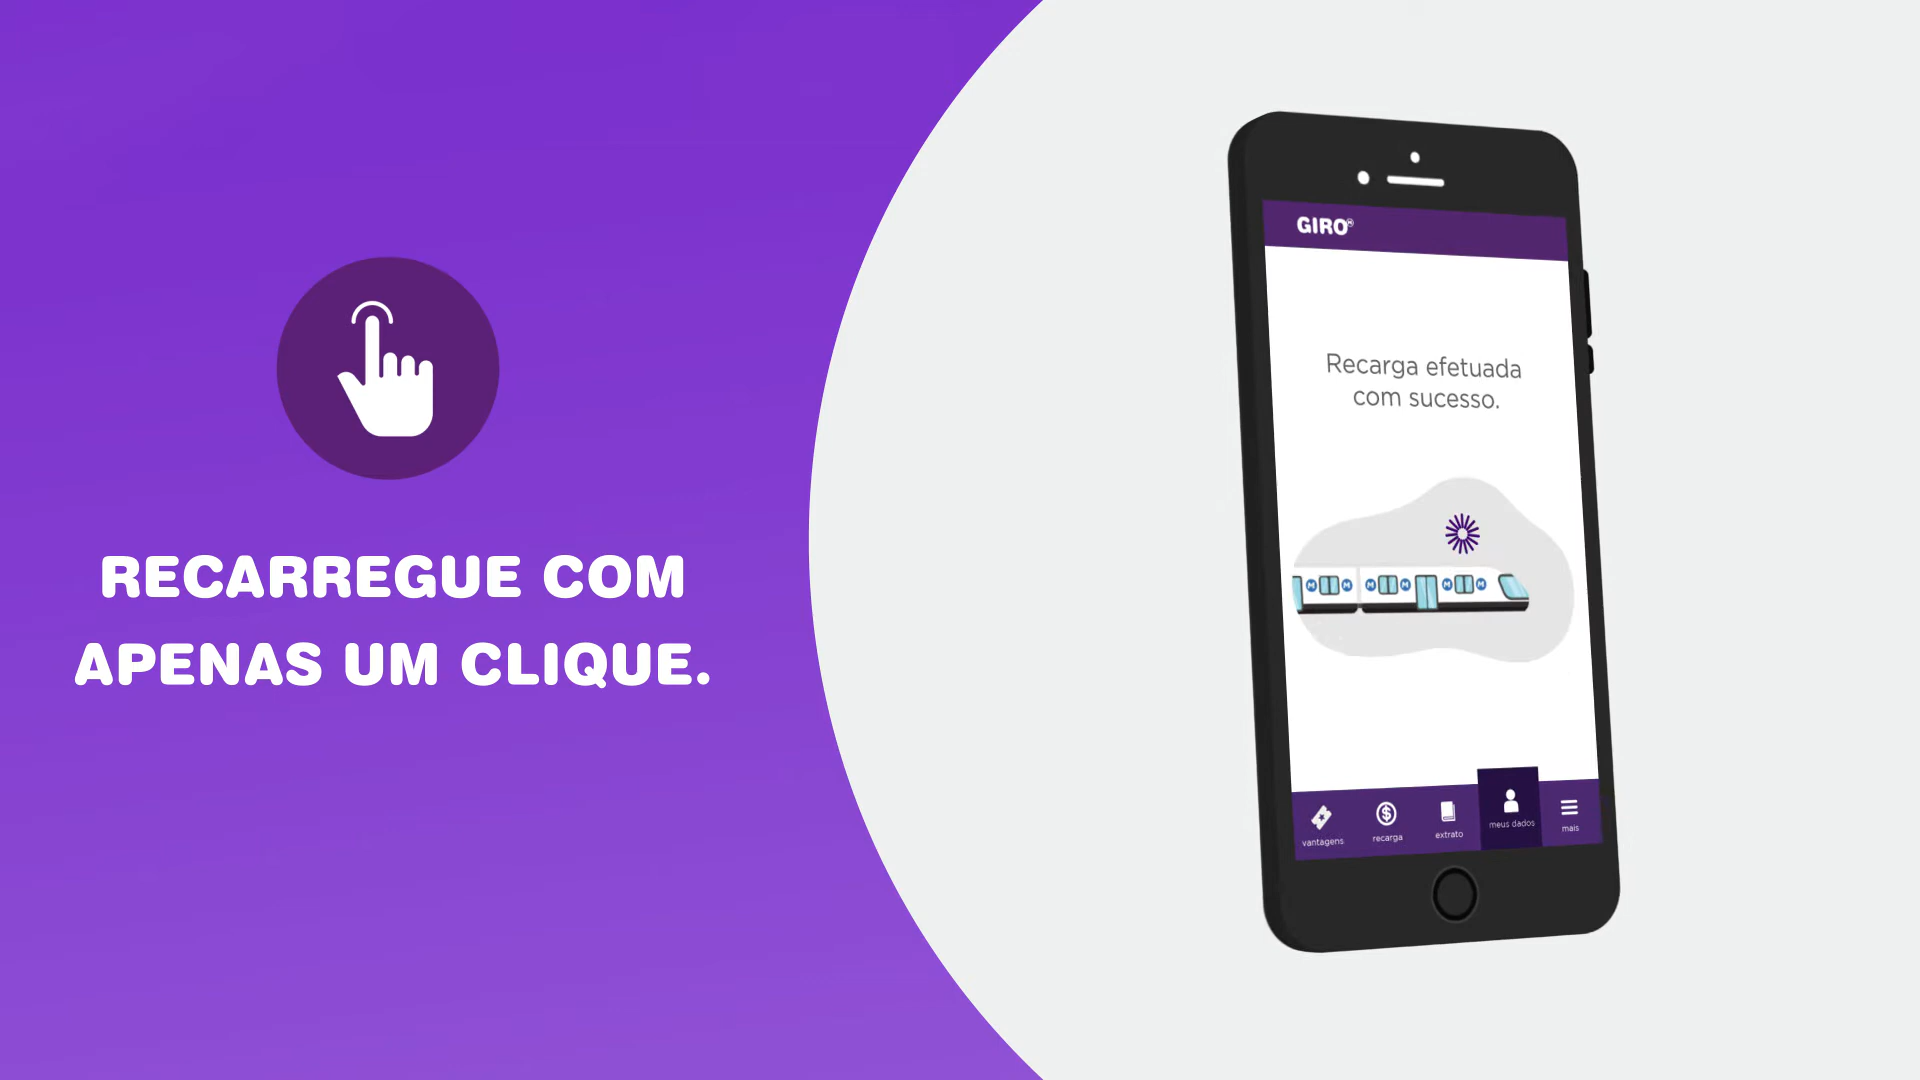 RECARREGUE COM
APENAS UM CLIQUE.
GIRO
Recarga efetuada
com sucesso.
vantagens
recarga
extrato
meus dados
mais